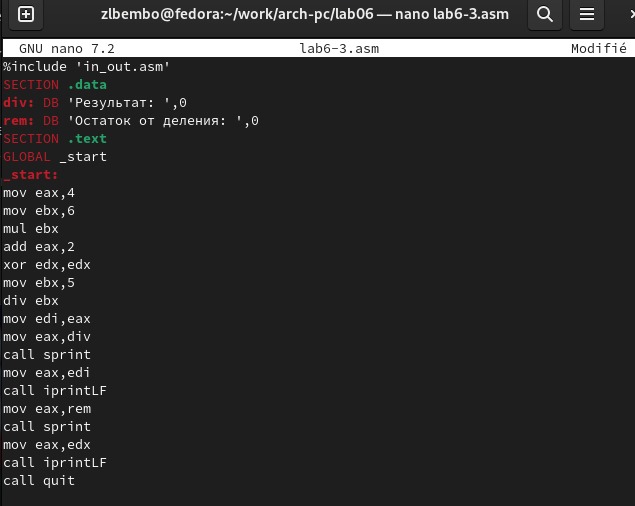 zlbembo@fedora:~/work/arch-pc/lab06 — nano lab6-3.asm
GNU nano 7.2 lab6-3.asm Modifié
%include 'in_out.asm'
SECTION .data
div: DB 'Результат: ',0
rem: DB 'Остаток от деления: ',0
SECTION .text
GLOBAL _start
_start:
mov eax,4
mov ebx,6
mul ebx
add eax,2
xor edx,edx
mov ebx,5
div ebx
mov edi,eax
mov eax,div
call sprint
mov eax,edi
call iprintLF
mov eax,rem
call sprint
mov eax,edx
call iprintLF
call quit